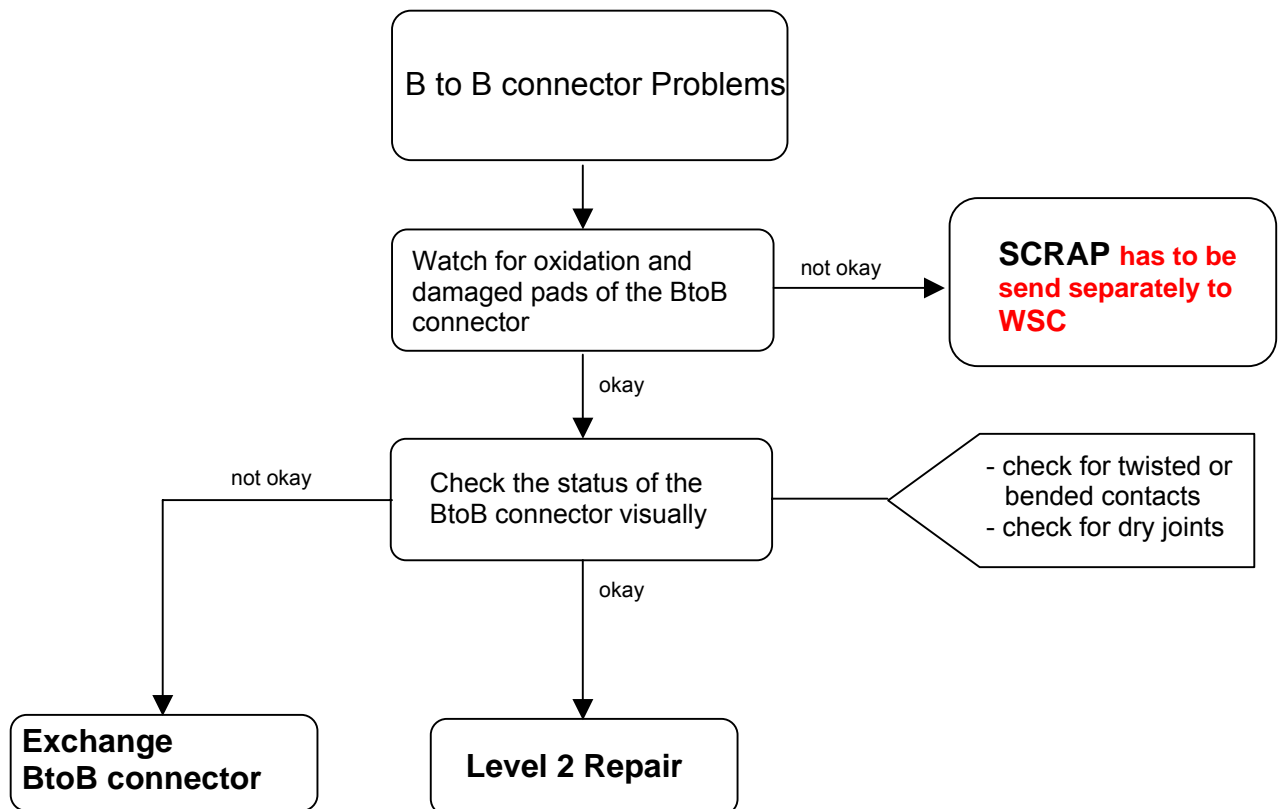 B to B connector Problems
Watch for oxidation and
damaged pads of the BtoB
connector
not okay
SCRAP has to be
send separately to
WSC
okay
not okay
Check the status of the
BtoB connector visually
- check for twisted or
bended contacts
- check for dry joints
okay
Exchange
BtoB connector
Level 2 Repair